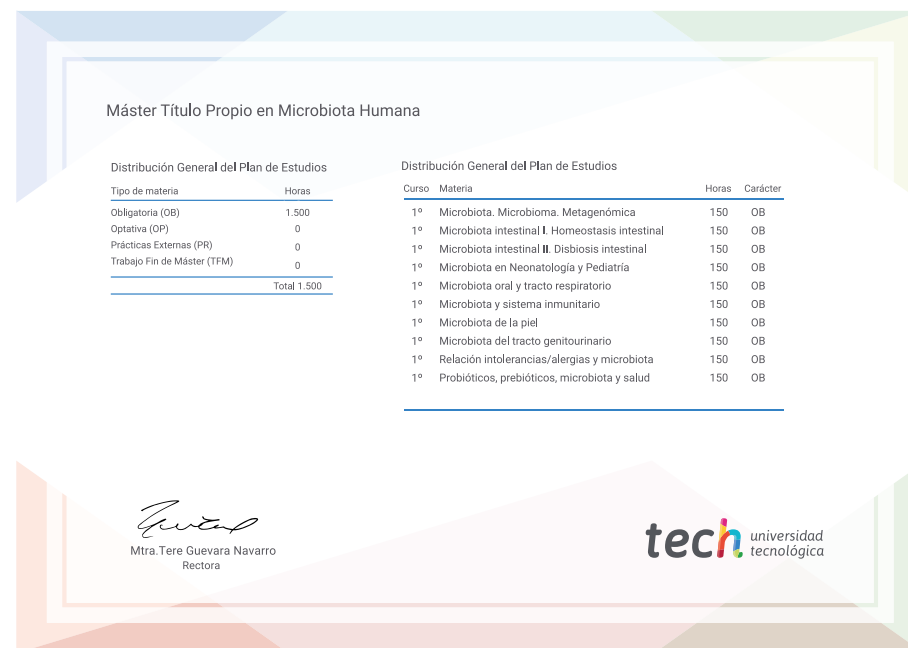 Máster Título Propio en Microbiota Humana
Distribución General del Plan de Estudios
Tipo de materia Horas
Obligatoria (OB) 1.500
Optativa (OP) 0
Prácticas Externas (PR) 0
Trabajo Fin de Máster (TFM) 0
Total 1.500
Distribución General del Plan de Estudios
Curso Materia Horas Carácter
1º Microbiota. Microbioma. Metagenómica 150 OB
1º Microbiota intestinal I. Homeostasis intestinal 150 OB
1º Microbiota intestinal II. Disbiosis intestinal 150 OB
1º Microbiota en Neonatología y Pediatría 150 OB
1º Microbiota oral y tracto respiratorio 150 OB
1º Microbiota y sistema inmunitario 150 OB
1º Microbiota de la piel 150 OB
1º Microbiota del tracto genitourinario 150 OB
1º Relación intolerancias/alergias y microbiota 150 OB
1º Probióticos, prebióticos, microbiota y salud 150 OB
Mtra.Tere Guevara Navarro
Rectora
tech universidad
tecnológica